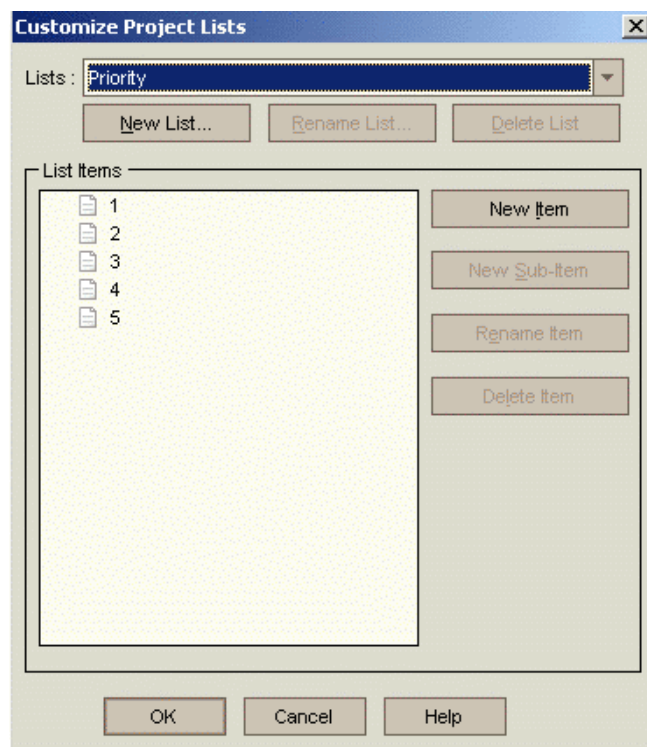 Customize Project Lists
Lists : Priority
New List... Rename List... Delete List
List Items
1
2
3
4
5
New Item
New Sub-Item
Rename Item
Delete Item
OK Cancel Help